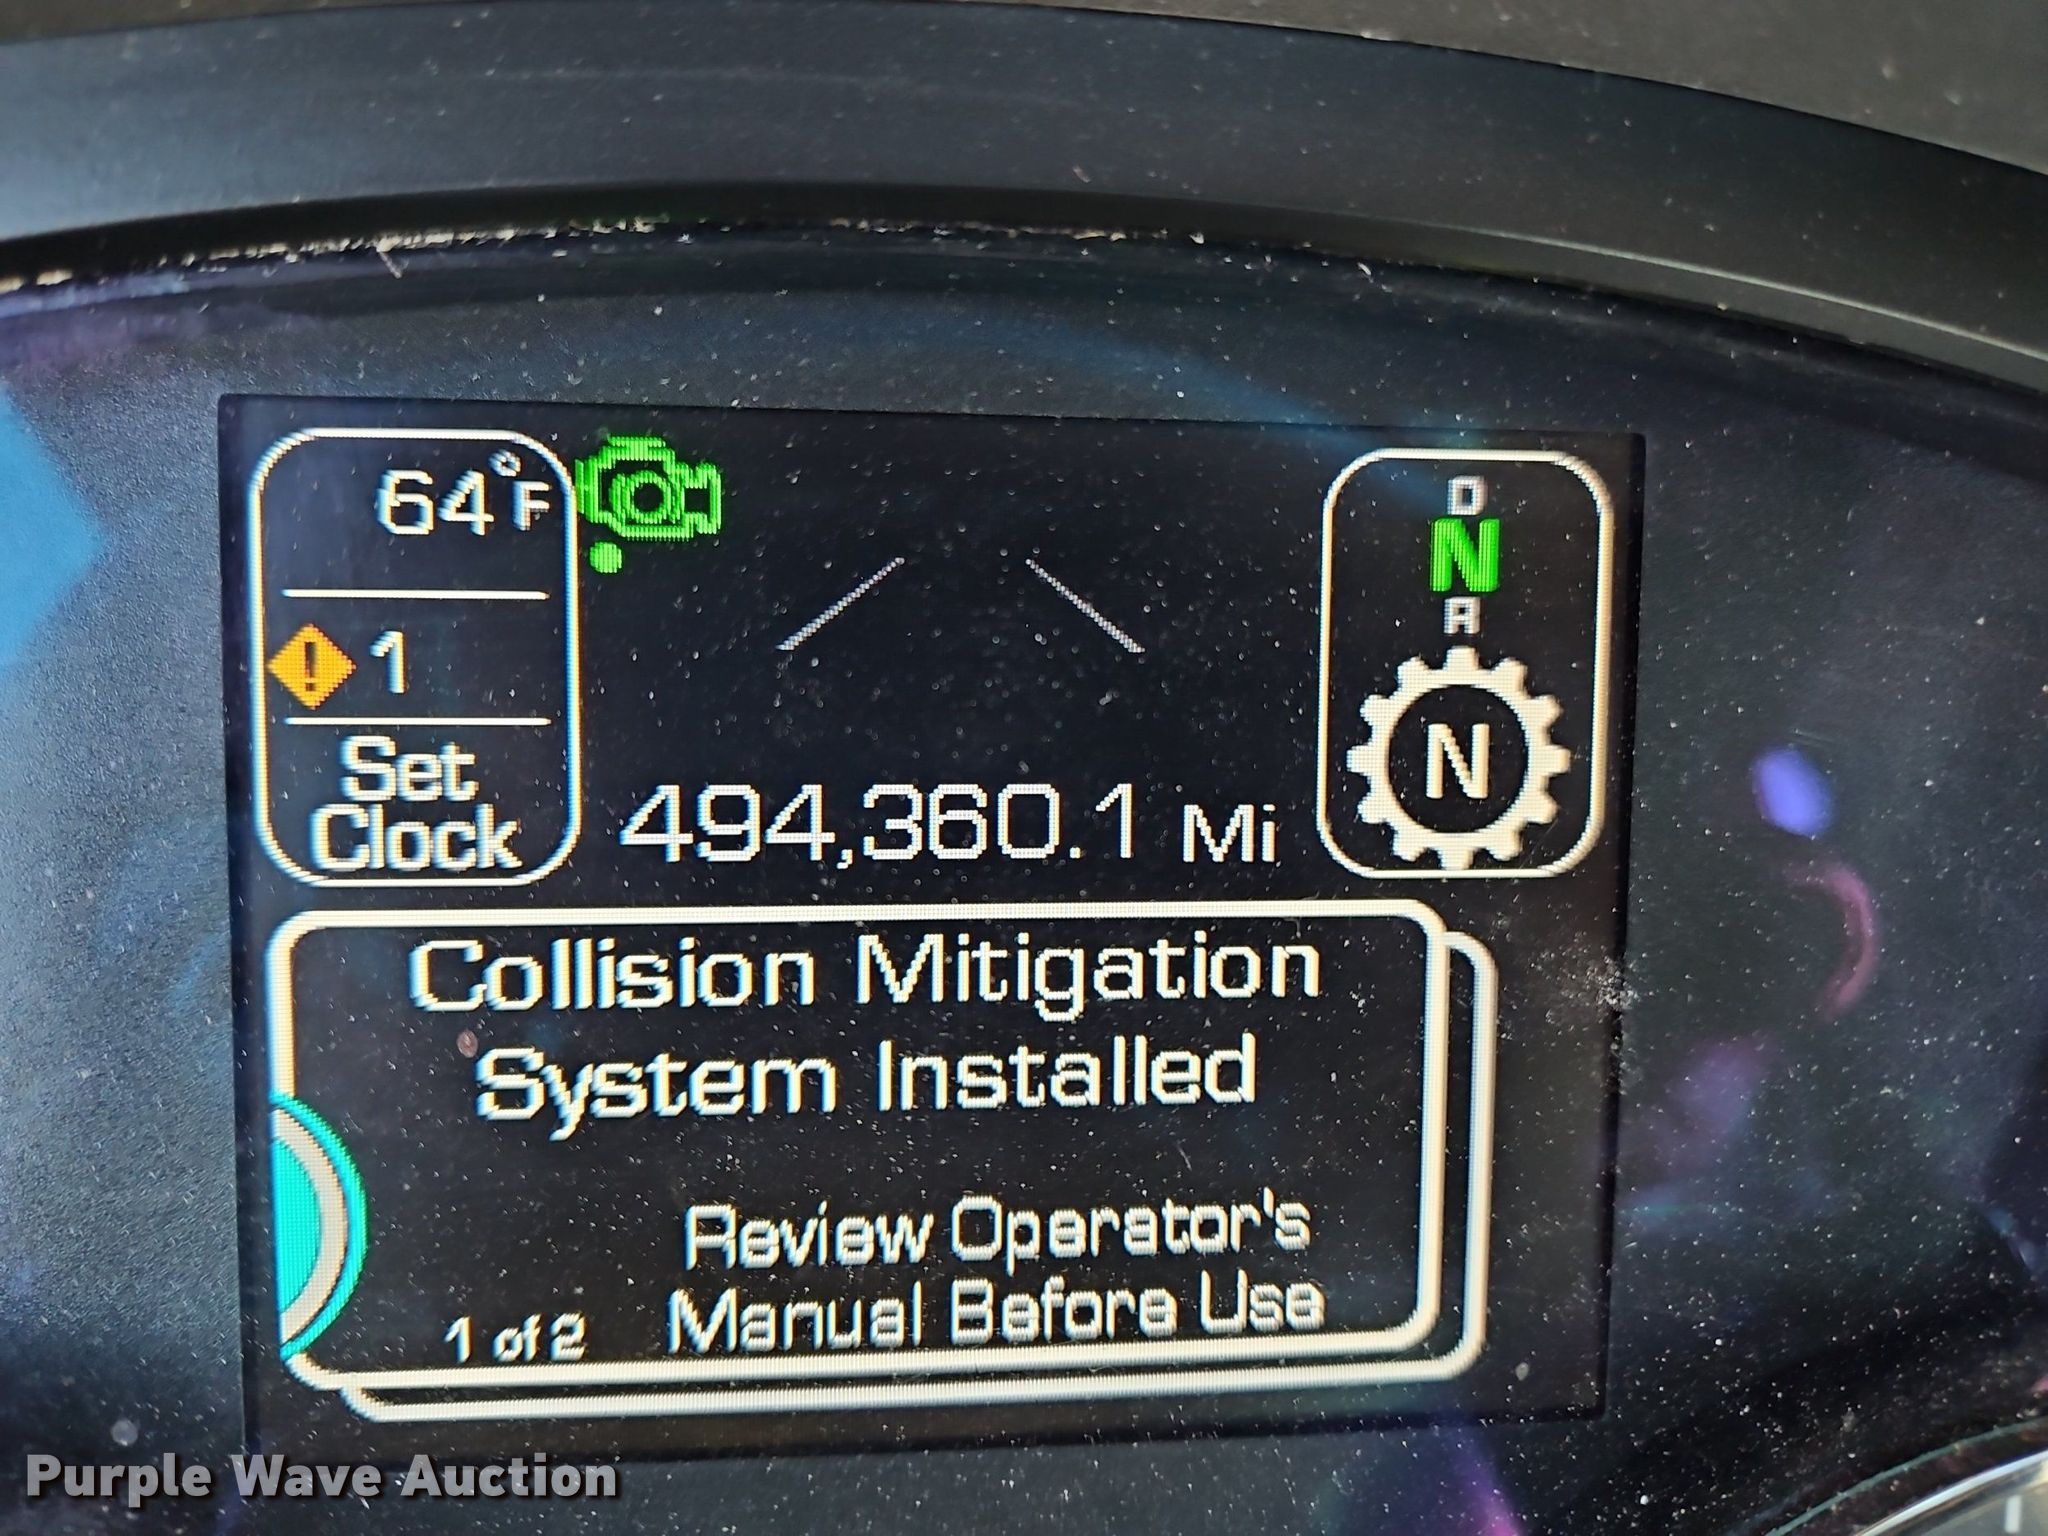 64°F
! 1
Set
Clock
494,360.1 Mi
D
N
R
N
Collision Mitigation
System Installed
Review Operator's
Manual Before Use
1 of 2
Purple Wave Auction